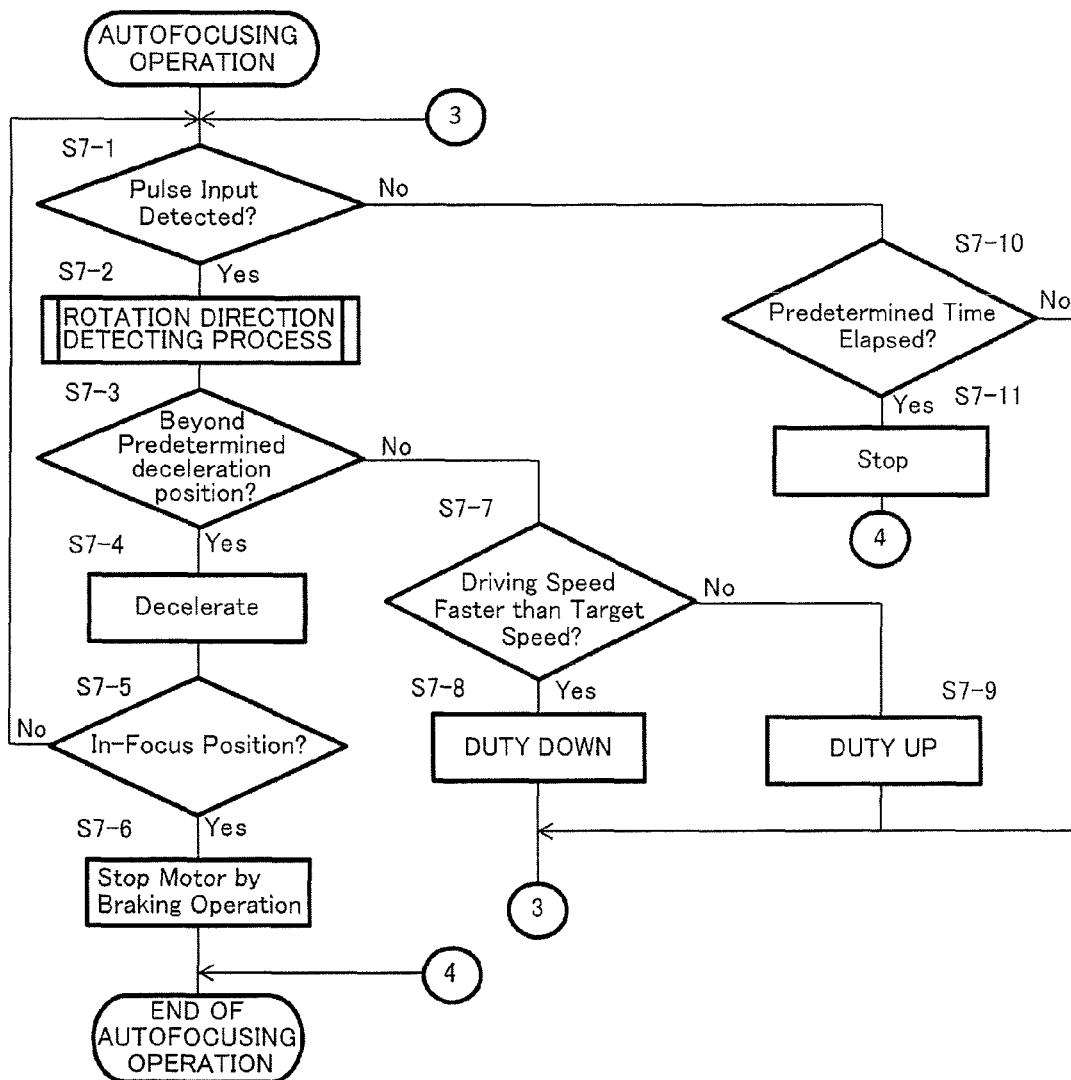 AUTOFOCUSING
OPERATION
3
S7-1
Pulse Input
Detected?
No
Yes
S7-2
ROTATION DIRECTION
DETECTING PROCESS
S7-10
Predetermined Time
Elapsed?
No
Yes
S7-11
Stop
4
S7-3
Beyond
Predetermined
deceleration
position?
No
Yes
S7-4
Decelerate
S7-7
Driving Speed
Faster than Target
Speed?
No
Yes
S7-8
DUTY DOWN
S7-9
DUTY UP
3
S7-5
No
In-Focus Position?
Yes
S7-6
Stop Motor by
Braking Operation
4
END OF
AUTOFOCUSING
OPERATION